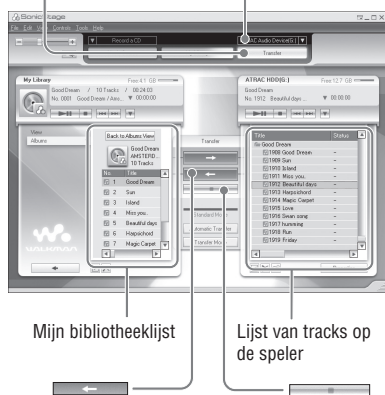 SonicStage
File Edit View Controls Tools Help
Record a CD
ATRAC Audio Device(G:)
Transfer
My Library
Free 4.1 GB
Good Dream / 10 Tracks / 00:24:03
No. 0001 Good Dream / Ams...
00:00:00
ATRAC HDD(G:)
Free 12.7 GB
Good Dream
No. 1912 Beautiful days
00:00:00
View
Albums
Back to Albums View
Good Dream
AMSTERD...
10 Tracks
No. Title
1 Good Dream
2 Sun
3 Island
4 Miss you.
5 Beautiful days
6 Harpsichord
7 Magic Carpet
Transfer
Standard Mode
Automatic Transfer
Transfer Mode
Title Status
Good Dream
1908 Good Dream -
1909 Sun -
1910 Island -
1911 Miss you. -
1912 Beautiful days -
1913 Harpsichord -
1914 Magic Carpet -
1915 Love -
1916 Swan song -
1917 humming -
1918 Run -
1919 Friday -
WALKMAN
Mijn bibliotheeklijst
Lijst van tracks op
de speler